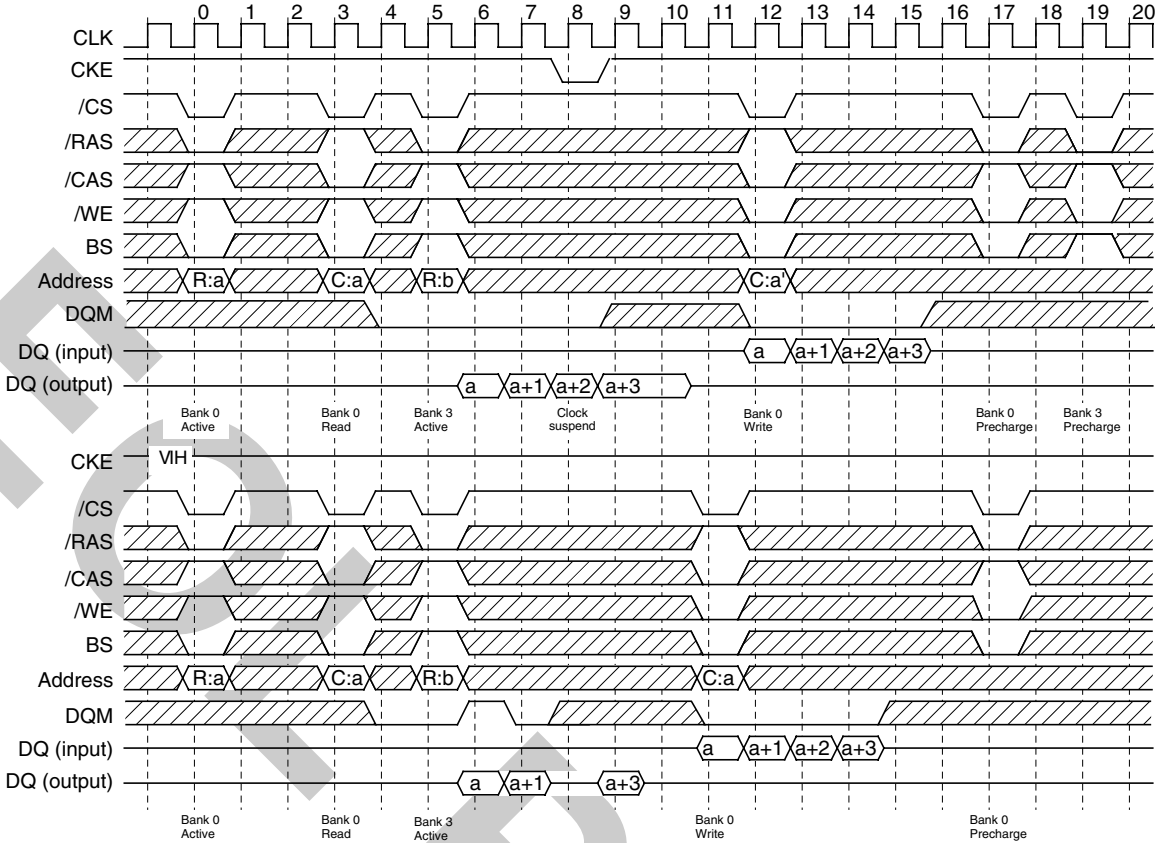 0 1 2 3 4 5 6 7 8 9 10 11 12 13 14 15 16 17 18 19 20
CLK
CKE
/CS
/RAS
/CAS
/WE
BS
Address R:a C:a R:b C:a'
DQM
DQ (input) a a+1 a+2 a+3
DQ (output) a a+1 a+2 a+3
Bank 0 Bank 0 Bank 3 Clock Bank 0 Bank 0 Bank 3
Active Read Active suspend Write Precharge Precharge
CKE VIH
/CS
/RAS
/CAS
/WE
BS
Address R:a C:a R:b C:a
DQM
DQ (input) a a+1 a+2 a+3
DQ (output) a a+1 a+3
Bank 0 Bank 0 Bank 3 Bank 0 Bank 0
Active Read Active Write Precharge